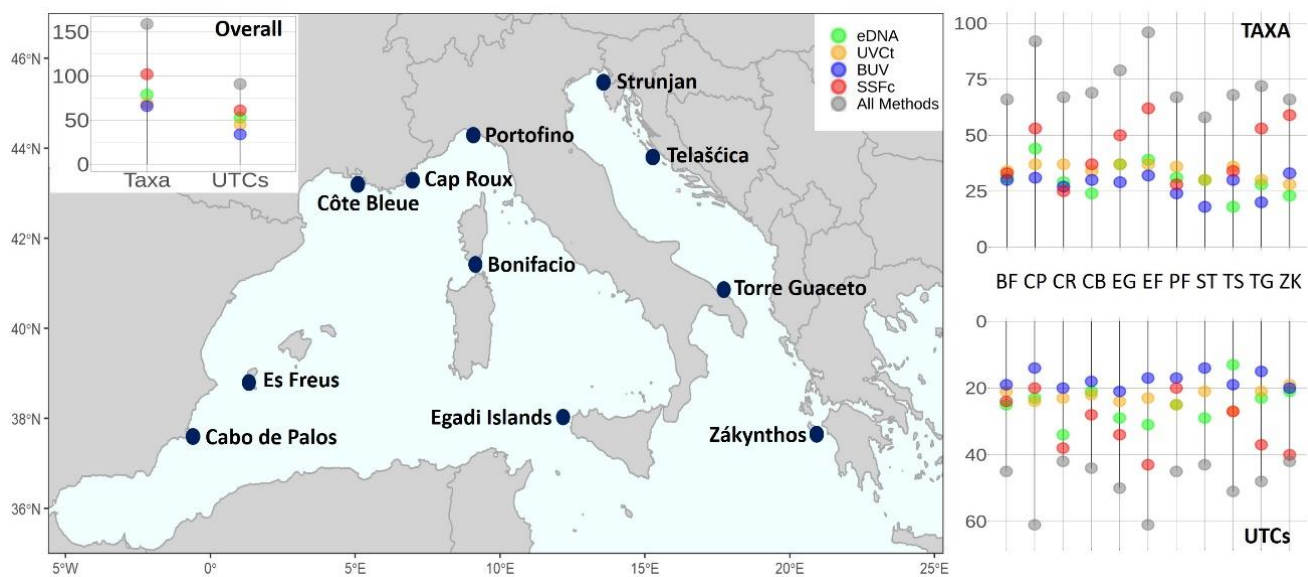 Overall
150
100
50
0
Taxa UTCs
46°N
44°N
42°N
40°N
38°N
36°N
5°W 0° 5°E 10°E 15°E 20°E 25°E
eDNA
UVCt
BUV
SSFc
All Methods
Strunjan
Portofino
Telašćica
Cap Roux
Côte Bleue
Bonifacio
Torre Guaceto
Es Freus
Egadi Islands
Cabo de Palos
Zákynthos
TAXA
100
75
50
25
0
BF CP CR CB EG EF PF ST TS TG ZK
0
20
40
60
UTCs